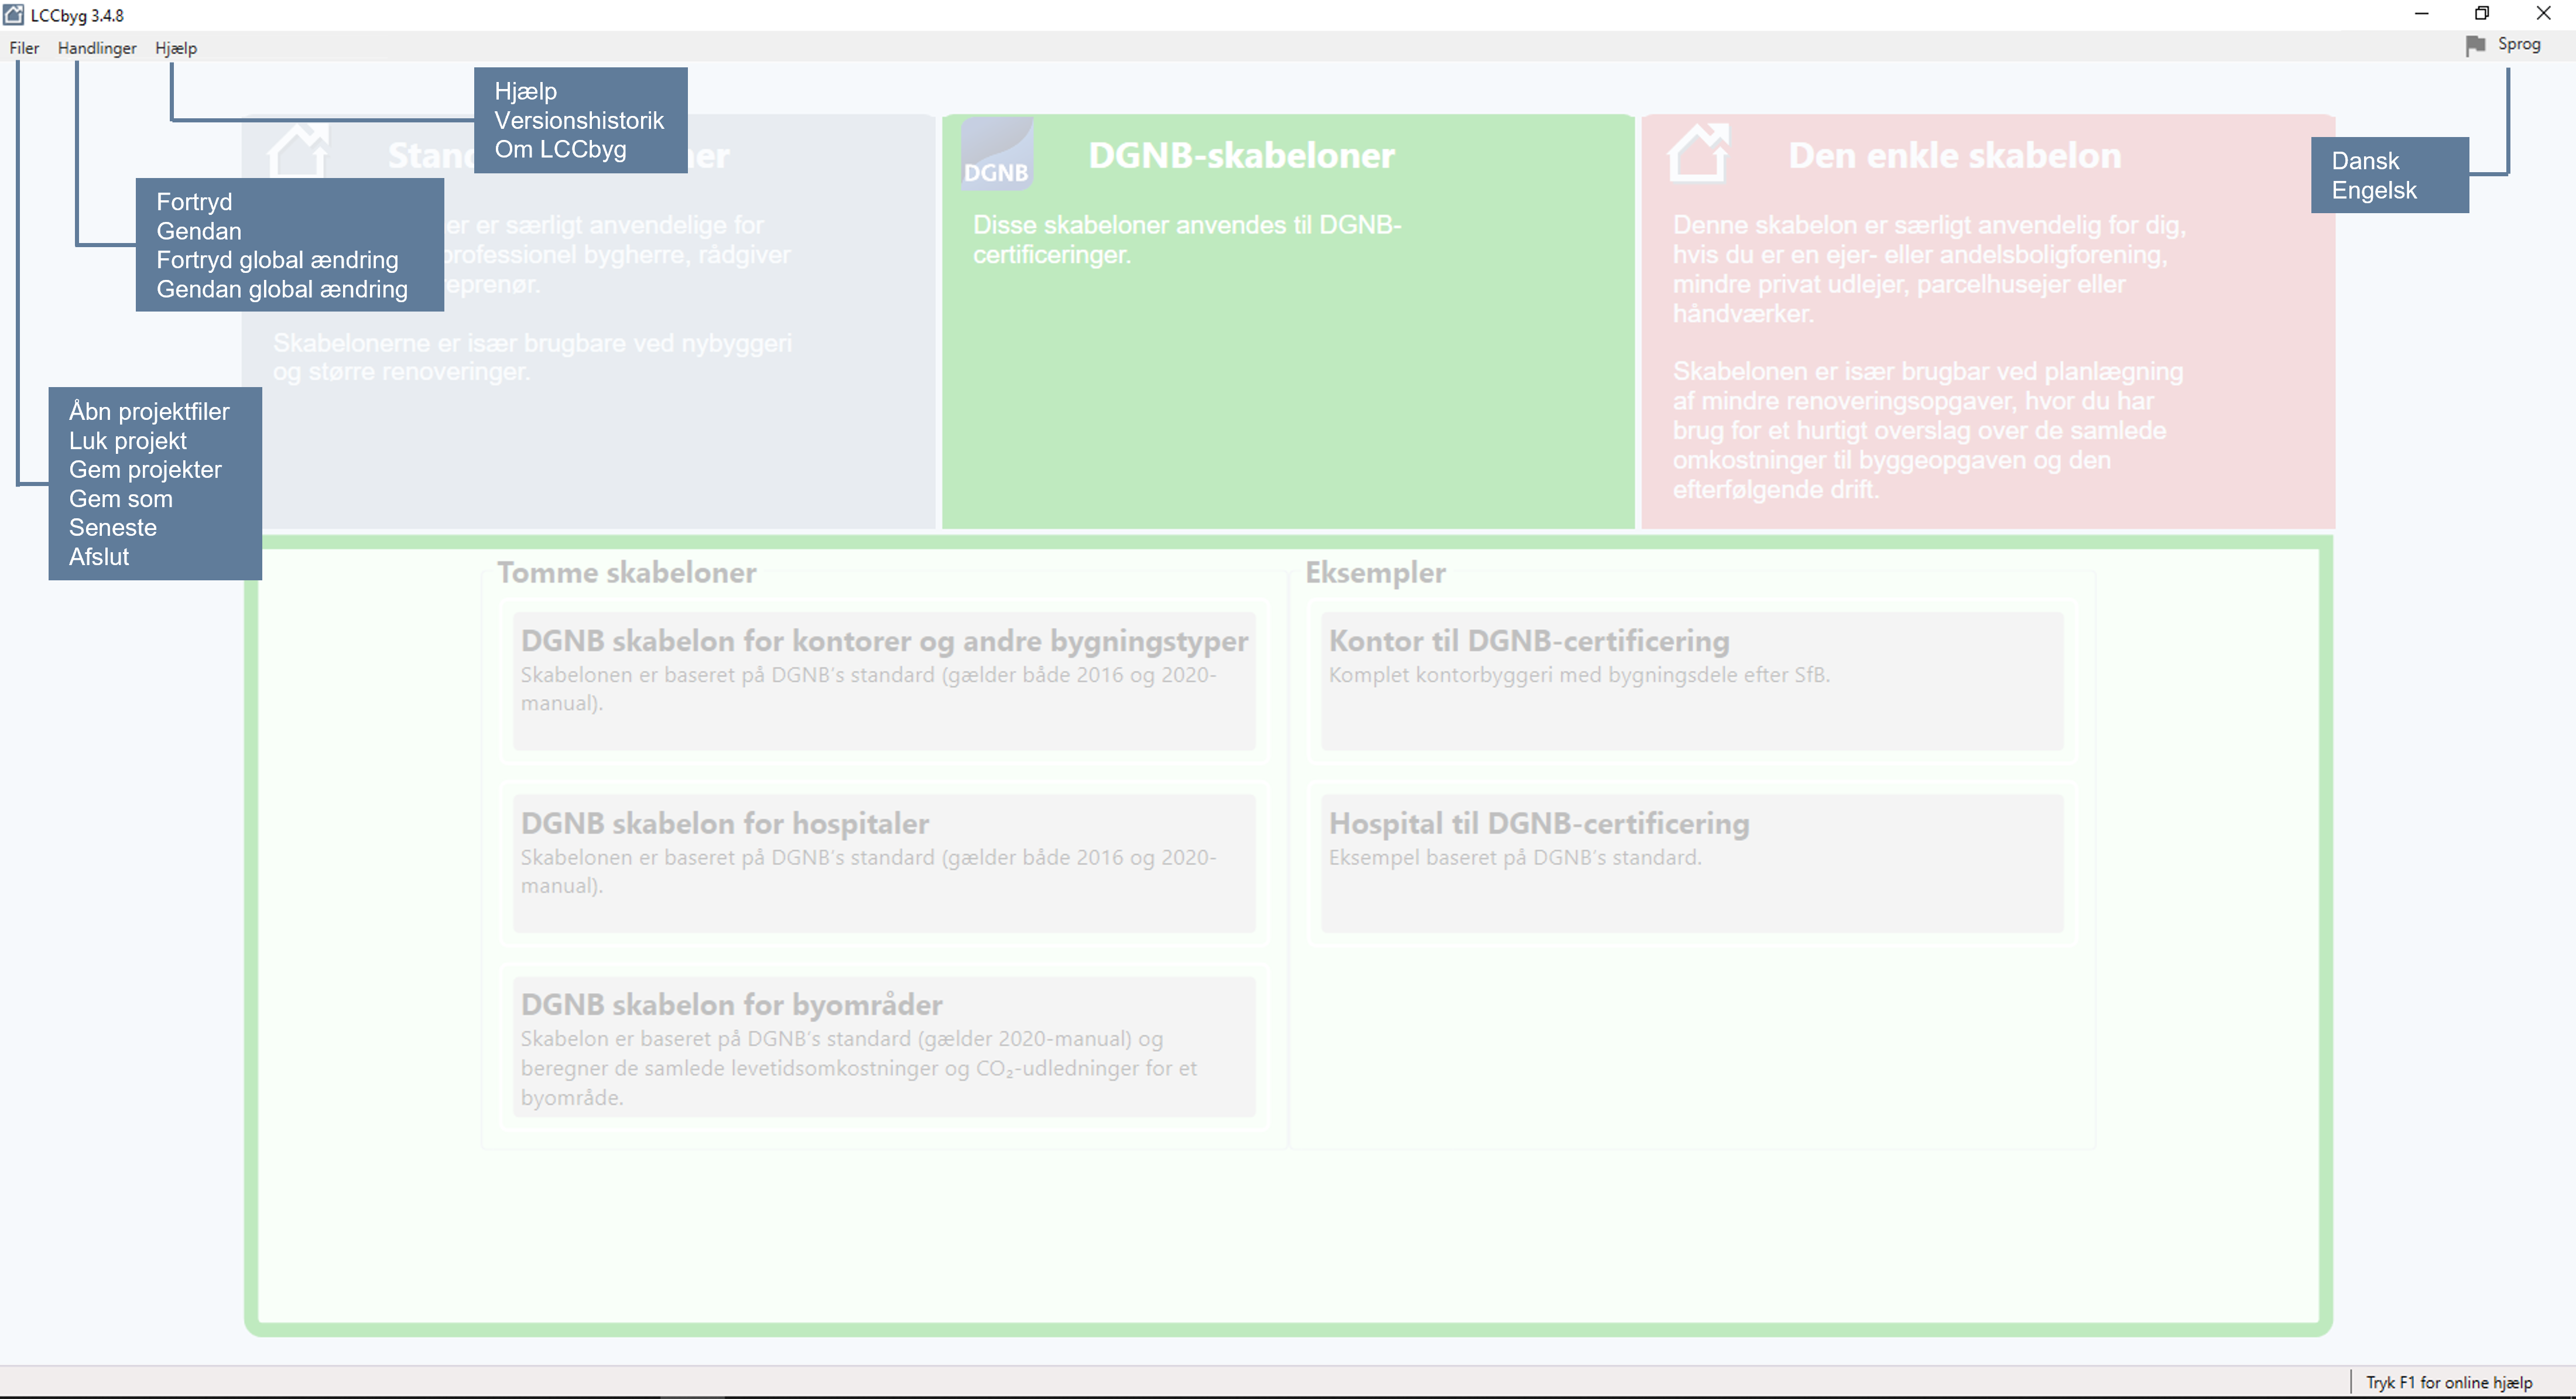 LCCbyg 3.4.8
Filer Handlinger Hjælp
Sprog
Hjælp
Versionshistorik
Om LCCbyg
Dansk
Engelsk
Fortryd
Gendan
Fortryd global ændring
Gendan global ændring
Åbn projektfiler
Luk projekt
Gem projekter
Gem som
Seneste
Afslut
er særligt anvendelige for
professionel bygherre, rådgiver
Skabelonerne er især brugbare ved nybyggeri
og større renoveringer.
DGNB
DGNB-skabeloner
Disse skabeloner anvendes til DGNB-
certificeringer.
Den enkle skabelon
Denne skabelon er særligt anvendelig for dig,
hvis du er en ejer- eller andelsboligforening,
mindre privat udlejer, parcelhusejer eller
håndværker.
Skabelonen er især brugbar ved planlægning
af mindre renoveringsopgaver, hvor du har
brug for et hurtigt overslag over de samlede
omkostninger til byggeopgaven og den
efterfølgende drift.
Tomme skabeloner
DGNB skabelon for kontorer og andre bygningstyper
Skabelonen er baseret på DGNB's standard (gælder både 2016 og 2020-
manual).
DGNB skabelon for hospitaler
Skabelonen er baseret på DGNB's standard (gælder både 2016 og 2020-
manual).
DGNB skabelon for byområder
Skabelon er baseret på DGNB's standard (gælder 2020-manual) og
beregner de samlede levetidsomkostninger og CO₂-udledninger for et
byområde.
Eksempler
Kontor til DGNB-certificering
Komplet kontorbyggeri med bygningsdele efter SfB.
Hospital til DGNB-certificering
Eksempel baseret på DGNB's standard.
Tryk F1 for online hjælp